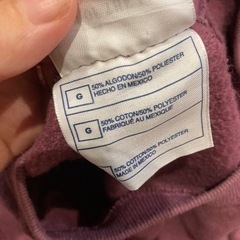 G
50% ALGODON/50% POLIESTER
HECHO EN MEXICO
G
50% COTON/50% POLYESTER
FABRIQUÉ AU MEXIQUE
50% COTTON/50% POLYESTER
MADE IN MEXICO